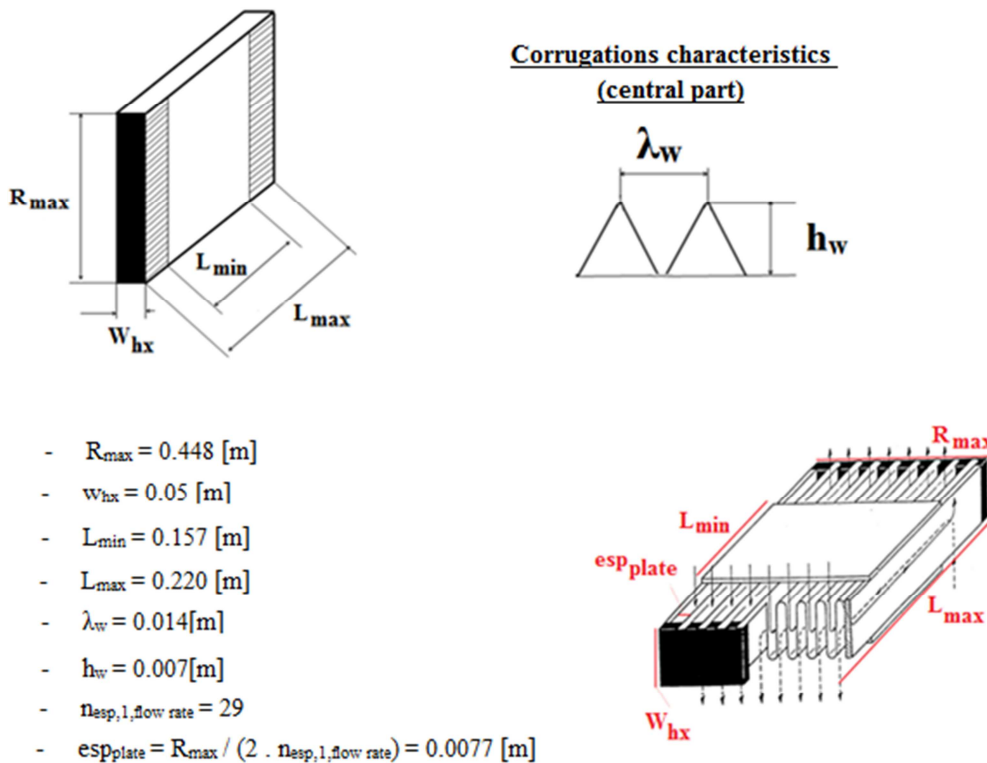 Corrugations characteristics
(central part)
λw
hw
Rmax
Lmin
Lmax
Whx
- Rmax = 0.448 [m]
- whx = 0.05 [m]
- Lmin = 0.157 [m]
- Lmax = 0.220 [m]
- λw = 0.014[m]
- hw = 0.007[m]
- nesp,1,flow rate = 29
- espplate = Rmax / (2 . nesp,1,flow rate) = 0.0077 [m]
Rmax
Lmin
espplate
Lmax
Whx